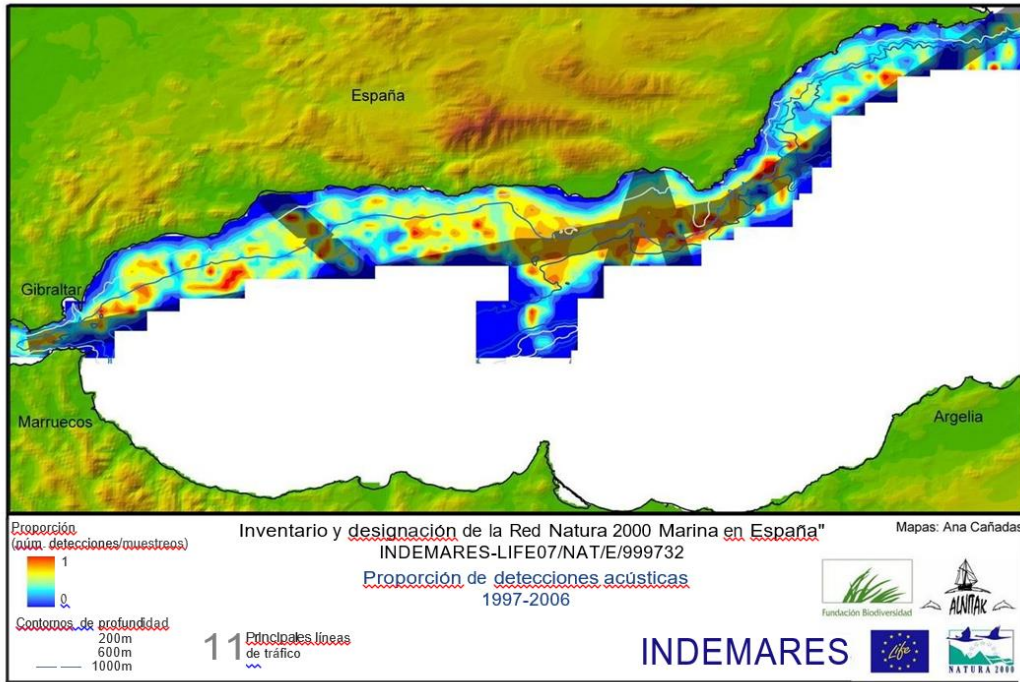 España
Gibraltar
Marruecos
Argelia
Proporción
(núm. detecciones/muestreos)
1
0
Contornos de profundidad
200m
600m
1000m
11 Principales líneas
de tráfico
Inventario y designación de la Red Natura 2000 Marina en España"
INDEMARES-LIFE07/NAT/E/999732
Proporción de detecciones acústicas
1997-2006
INDEMARES
Mapas: Ana Cañadas
Fundación Biodiversidad
ALNITAK
Life
NATURA 2000